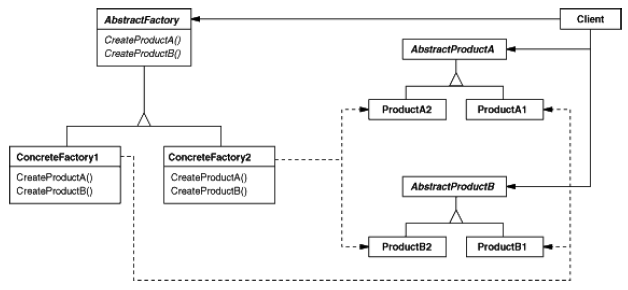 AbstractFactory
CreateProductA()
CreateProductB()
Client
AbstractProductA
ProductA2
ProductA1
ConcreteFactory1
CreateProductA()
CreateProductB()
ConcreteFactory2
CreateProductA()
CreateProductB()
AbstractProductB
ProductB2
ProductB1